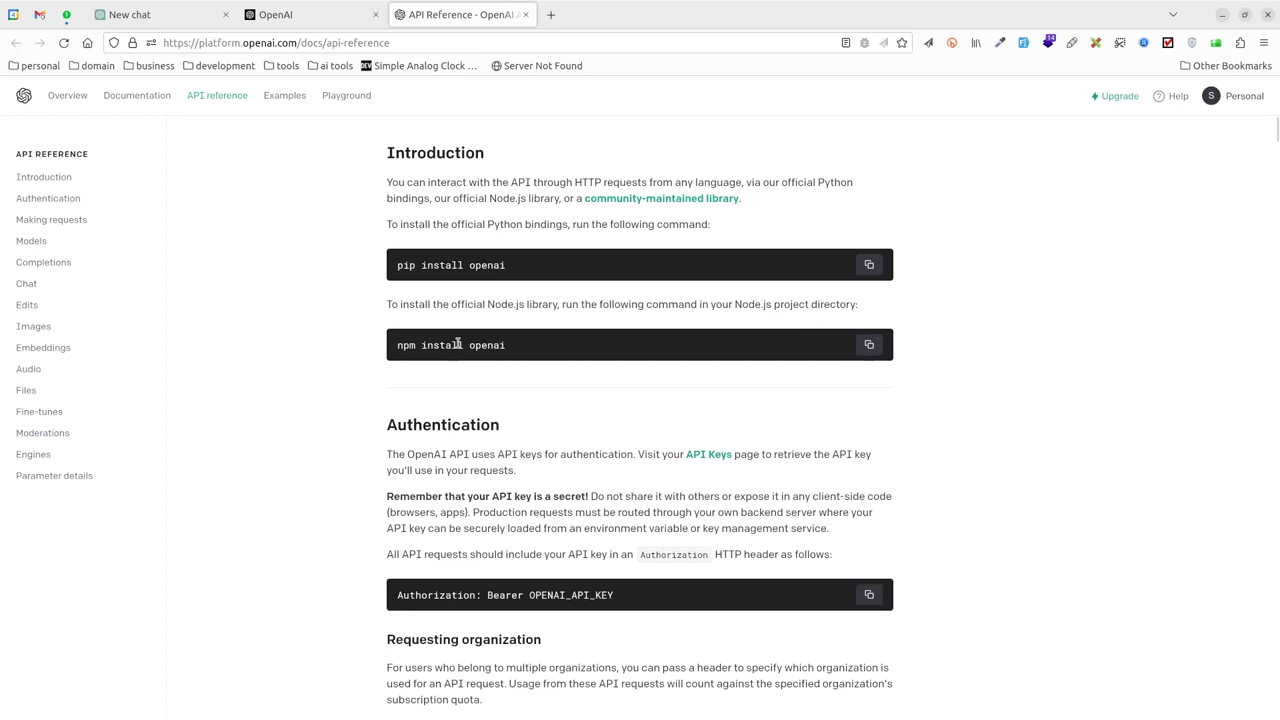 New chat
OpenAI
API Reference - OpenAI A
https://platform.openai.com/docs/api-reference
14
personal
domain
business
development
tools
ai tools
DEV Simple Analog Clock ...
Server Not Found
Other Bookmarks
Overview
Documentation
API reference
Examples
Playground
Upgrade
Help
S
Personal
API REFERENCE
Introduction
Authentication
Making requests
Models
Completions
Chat
Edits
Images
Embeddings
Audio
Files
Fine-tunes
Moderations
Engines
Parameter details
Introduction
You can interact with the API through HTTP requests from any language, via our official Python
bindings, our official Node.js library, or a community-maintained library.
To install the official Python bindings, run the following command:
pip install openai
To install the official Node.js library, run the following command in your Node.js project directory:
npm install openai
Authentication
The OpenAI API uses API keys for authentication. Visit your API Keys page to retrieve the API key
you'll use in your requests.
Remember that your API key is a secret! Do not share it with others or expose it in any client-side code
(browsers, apps). Production requests must be routed through your own backend server where your
API key can be securely loaded from an environment variable or key management service.
All API requests should include your API key in an Authorization HTTP header as follows:
Authorization: Bearer OPENAI_API_KEY
Requesting organization
For users who belong to multiple organizations, you can pass a header to specify which organization is
used for an API request. Usage from these API requests will count against the specified organization's
subscription quota.